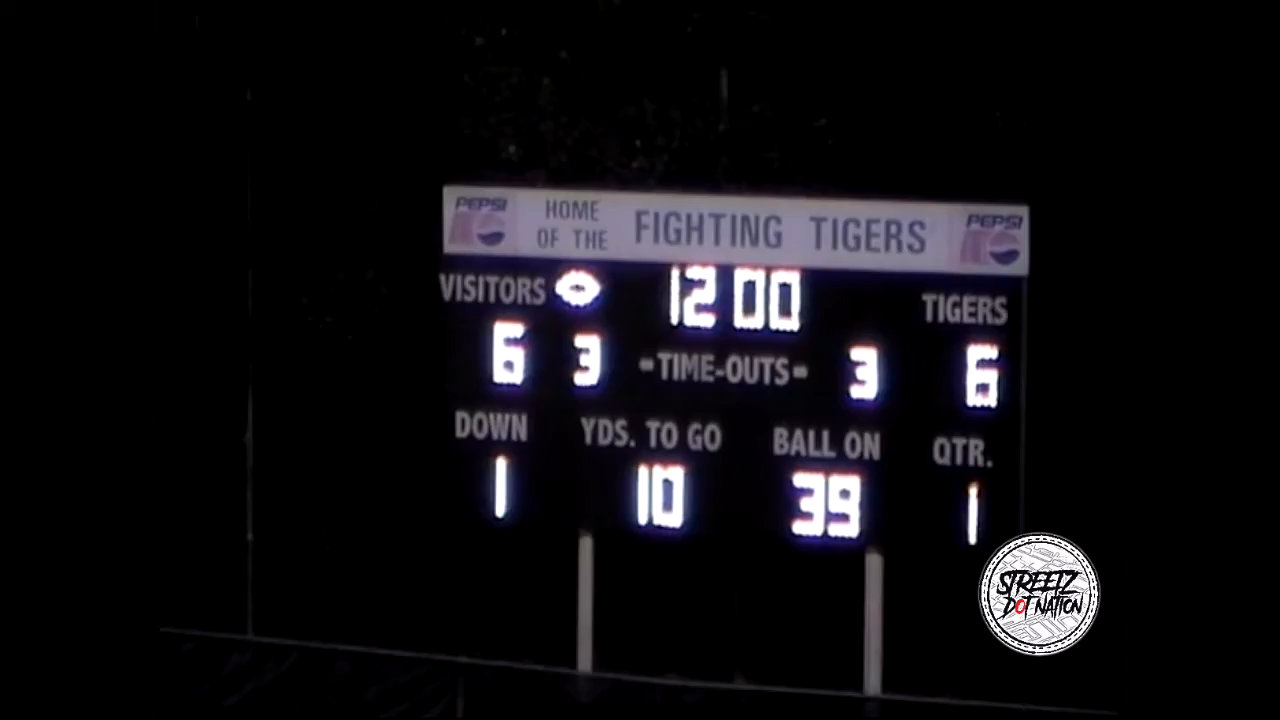 PEPSI HOME OF THE FIGHTING TIGERS PEPSI
VISITORS 12 00 TIGERS
6 3 -TIME-OUTS- 3 6
DOWN YDS. TO GO BALL ON QTR.
1 10 39 1
STREETZ
DOT NATION